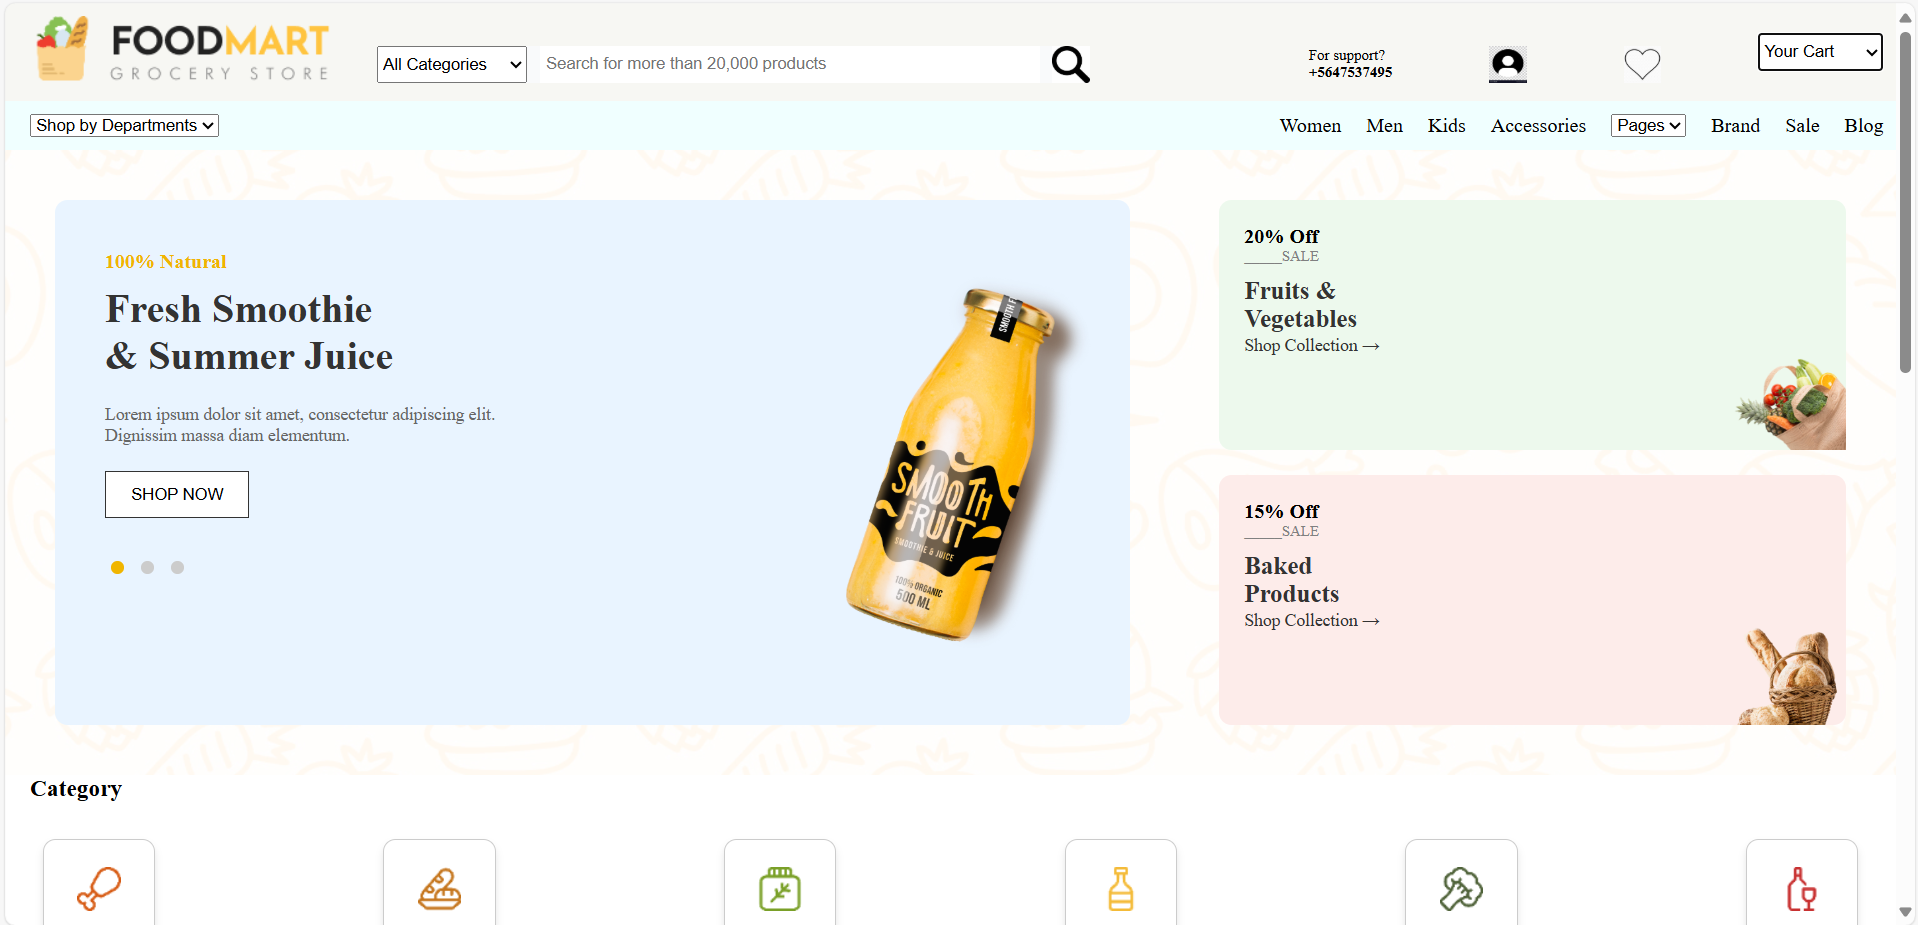 FOODMART
GROCERY STORE
All Categories
Search for more than 20,000 products
For support?
+5647537495
Your Cart
Shop by Departments
Women Men Kids Accessories Pages Brand Sale Blog
100% Natural
Fresh Smoothie
& Summer Juice
Lorem ipsum dolor sit amet, consectetur adipiscing elit.
Dignissim massa diam elementum.
SHOP NOW
SMOOTH F
SMOOTH
FRUIT
SMOOTHIE & JUICE
100% ORGANIC
500 ML
20% Off
_____SALE
Fruits &
Vegetables
Shop Collection →
15% Off
_____SALE
Baked
Products
Shop Collection →
Category